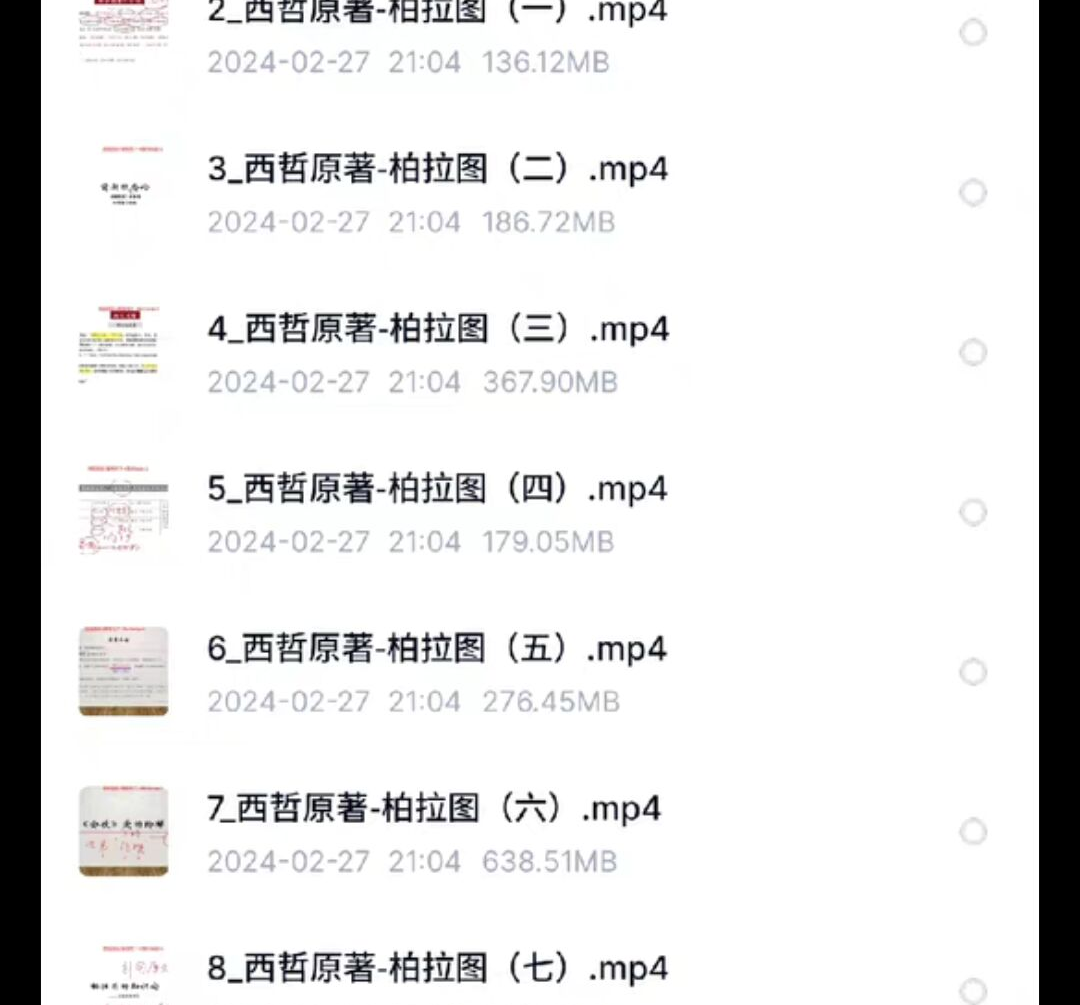 2_西哲原著-柏拉图（一）.mp4
2024-02-27 21:04 136.12MB
3_西哲原著-柏拉图（二）.mp4
2024-02-27 21:04 186.72MB
4_西哲原著-柏拉图（三）.mp4
2024-02-27 21:04 367.90MB
5_西哲原著-柏拉图（四）.mp4
2024-02-27 21:04 179.05MB
6_西哲原著-柏拉图（五）.mp4
2024-02-27 21:04 276.45MB
7_西哲原著-柏拉图（六）.mp4
2024-02-27 21:04 638.51MB
8_西哲原著-柏拉图（七）.mp4